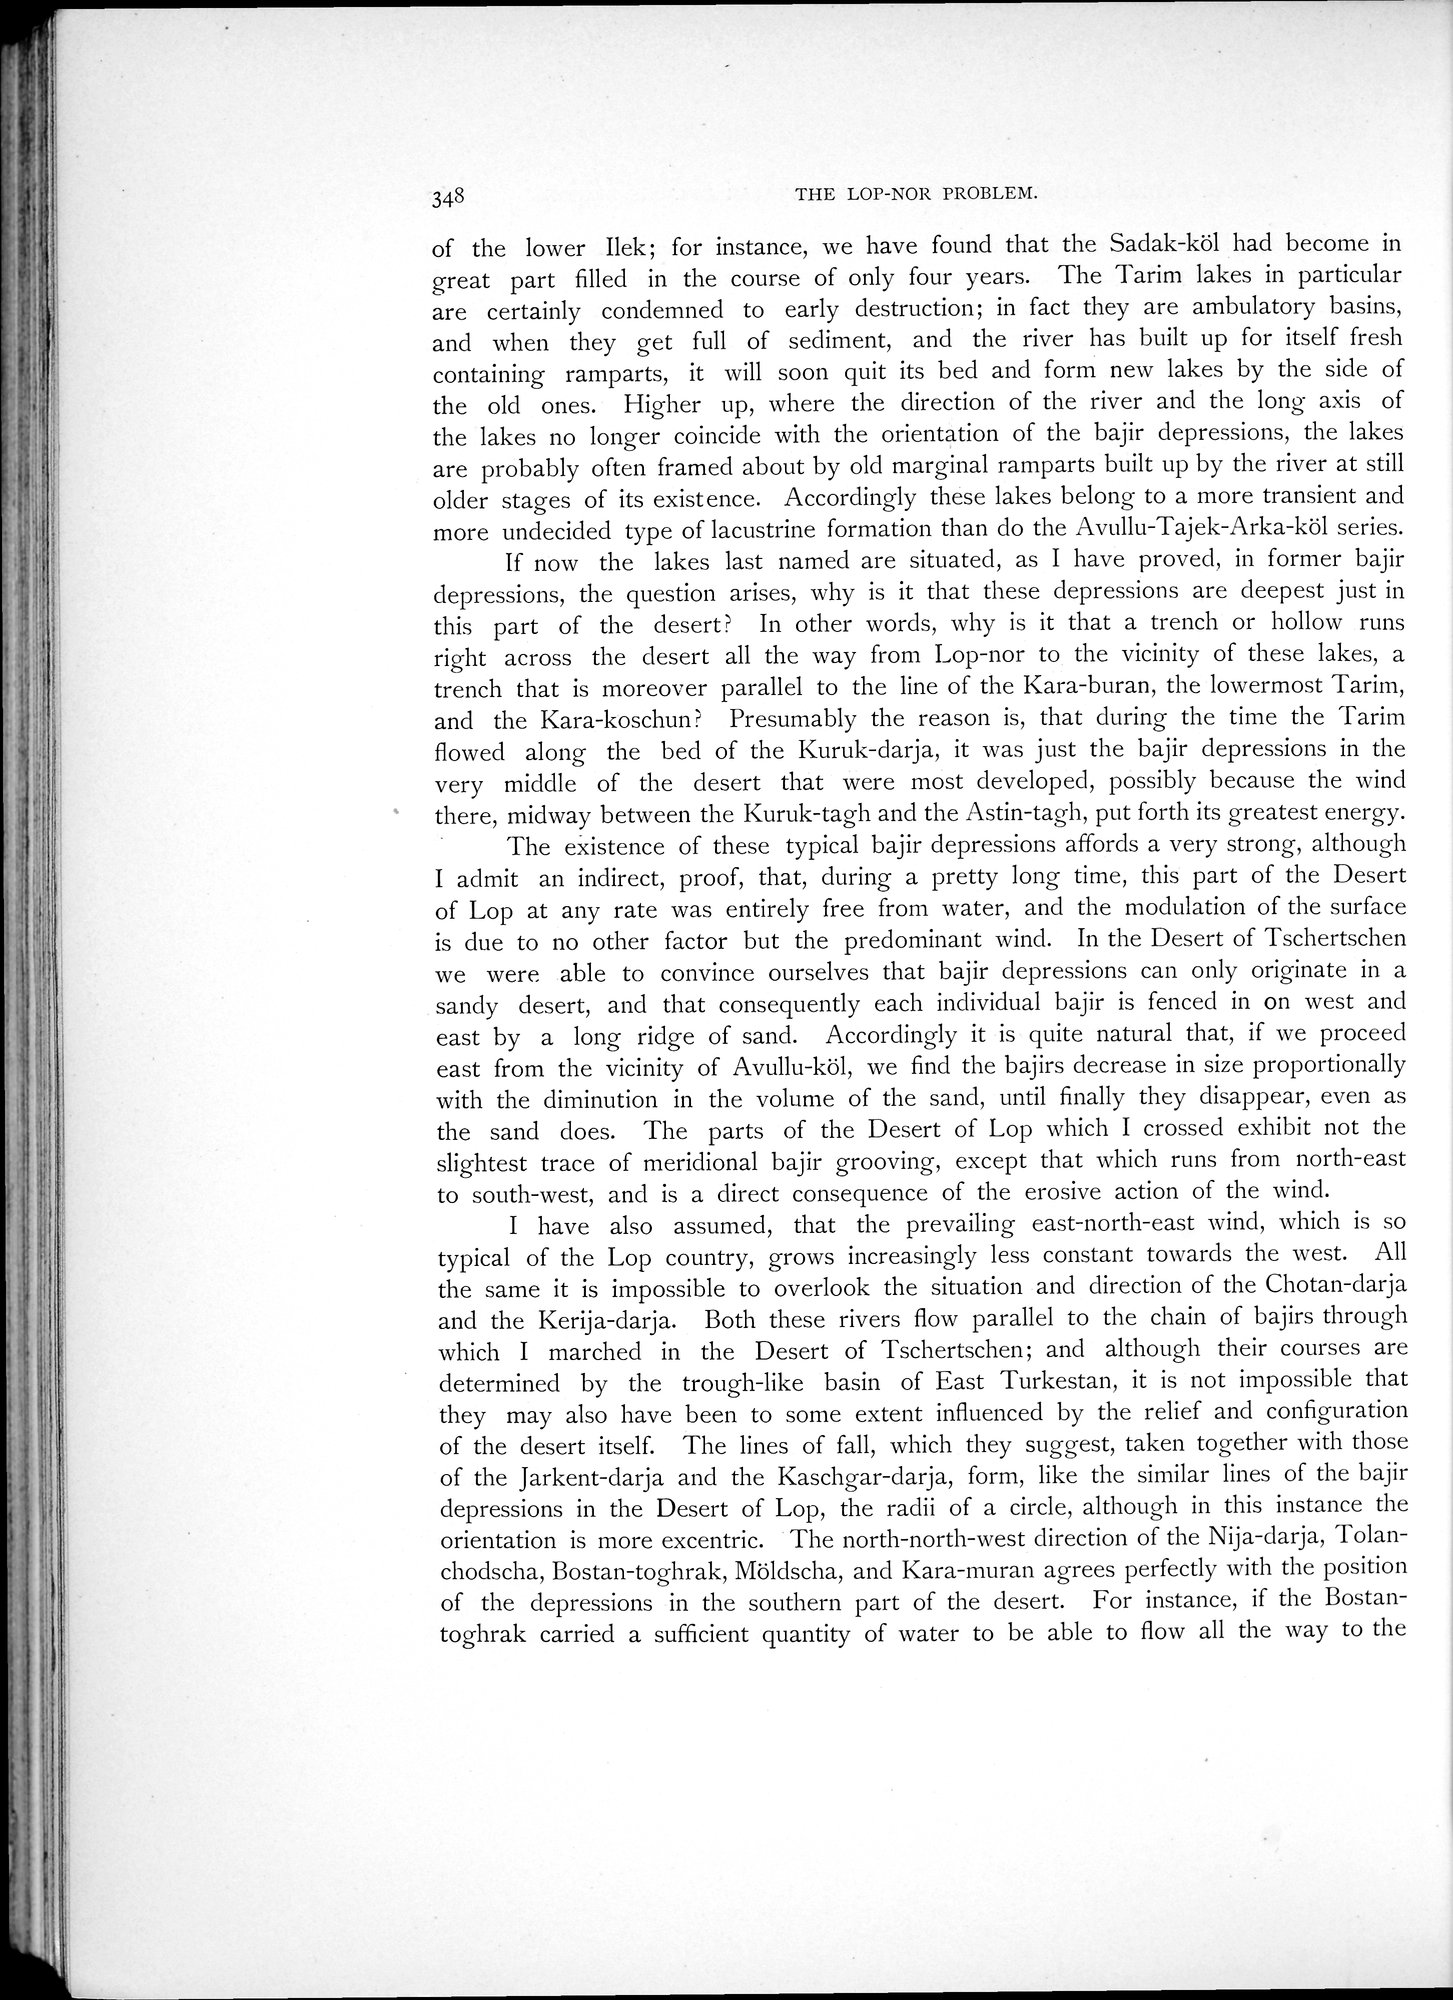 348
THE LOP-NOR PROBLEM.
of the lower Ilek; for instance, we have found that the Sadak-köl had become in
great part filled in the course of only four years. The Tarim lakes in particular
are certainly condemned to early destruction; in fact they are ambulatory basins,
and when they get full of sediment, and the river has built up for itself fresh
containing ramparts, it will soon quit its bed and form new lakes by the side of
the old ones. Higher up, where the direction of the river and the long axis of
the lakes no longer coincide with the orientation of the bajir depressions, the lakes
are probably often framed about by old marginal ramparts built up by the river at still
older stages of its existence. Accordingly these lakes belong to a more transient and
more undecided type of lacustrine formation than do the Avullu-Tajek-Arka-köl series.
If now the lakes last named are situated, as I have proved, in former bajir
depressions, the question arises, why is it that these depressions are deepest just in
this part of the desert? In other words, why is it that a trench or hollow runs
right across the desert all the way from Lop-nor to the vicinity of these lakes, a
trench that is moreover parallel to the line of the Kara-buran, the lowermost Tarim,
and the Kara-koschun? Presumably the reason is, that during the time the Tarim
flowed along the bed of the Kuruk-darja, it was just the bajir depressions in the
very middle of the desert that were most developed, possibly because the wind
there, midway between the Kuruk-tagh and the Astin-tagh, put forth its greatest energy.
The existence of these typical bajir depressions affords a very strong, although
I admit an indirect, proof, that, during a pretty long time, this part of the Desert
of Lop at any rate was entirely free from water, and the modulation of the surface
is due to no other factor but the predominant wind. In the Desert of Tschertschen
we were able to convince ourselves that bajir depressions can only originate in a
sandy desert, and that consequently each individual bajir is fenced in on west and
east by a long ridge of sand. Accordingly it is quite natural that, if we proceed
east from the vicinity of Avullu-köl, we find the bajirs decrease in size proportionally
with the diminution in the volume of the sand, until finally they disappear, even as
the sand does. The parts of the Desert of Lop which I crossed exhibit not the
slightest trace of meridional bajir grooving, except that which runs from north-east
to south-west, and is a direct consequence of the erosive action of the wind.
I have also assumed, that the prevailing east-north-east wind, which is so
typical of the Lop country, grows increasingly less constant towards the west. All
the same it is impossible to overlook the situation and direction of the Chotan-darja
and the Kerija-darja. Both these rivers flow parallel to the chain of bajirs through
which I marched in the Desert of Tschertschen; and although their courses are
determined by the trough-like basin of East Turkestan, it is not impossible that
they may also have been to some extent influenced by the relief and configuration
of the desert itself. The lines of fall, which they suggest, taken together with those
of the Jarkent-darja and the Kaschgar-darja, form, like the similar lines of the bajir
depressions in the Desert of Lop, the radii of a circle, although in this instance the
orientation is more excentric. The north-north-west direction of the Nija-darja, Tolan-
chodscha, Bostan-toghrak, Möldscha, and Kara-muran agrees perfectly with the position
of the depressions in the southern part of the desert. For instance, if the Bostan-
toghrak carried a sufficient quantity of water to be able to flow all the way to the